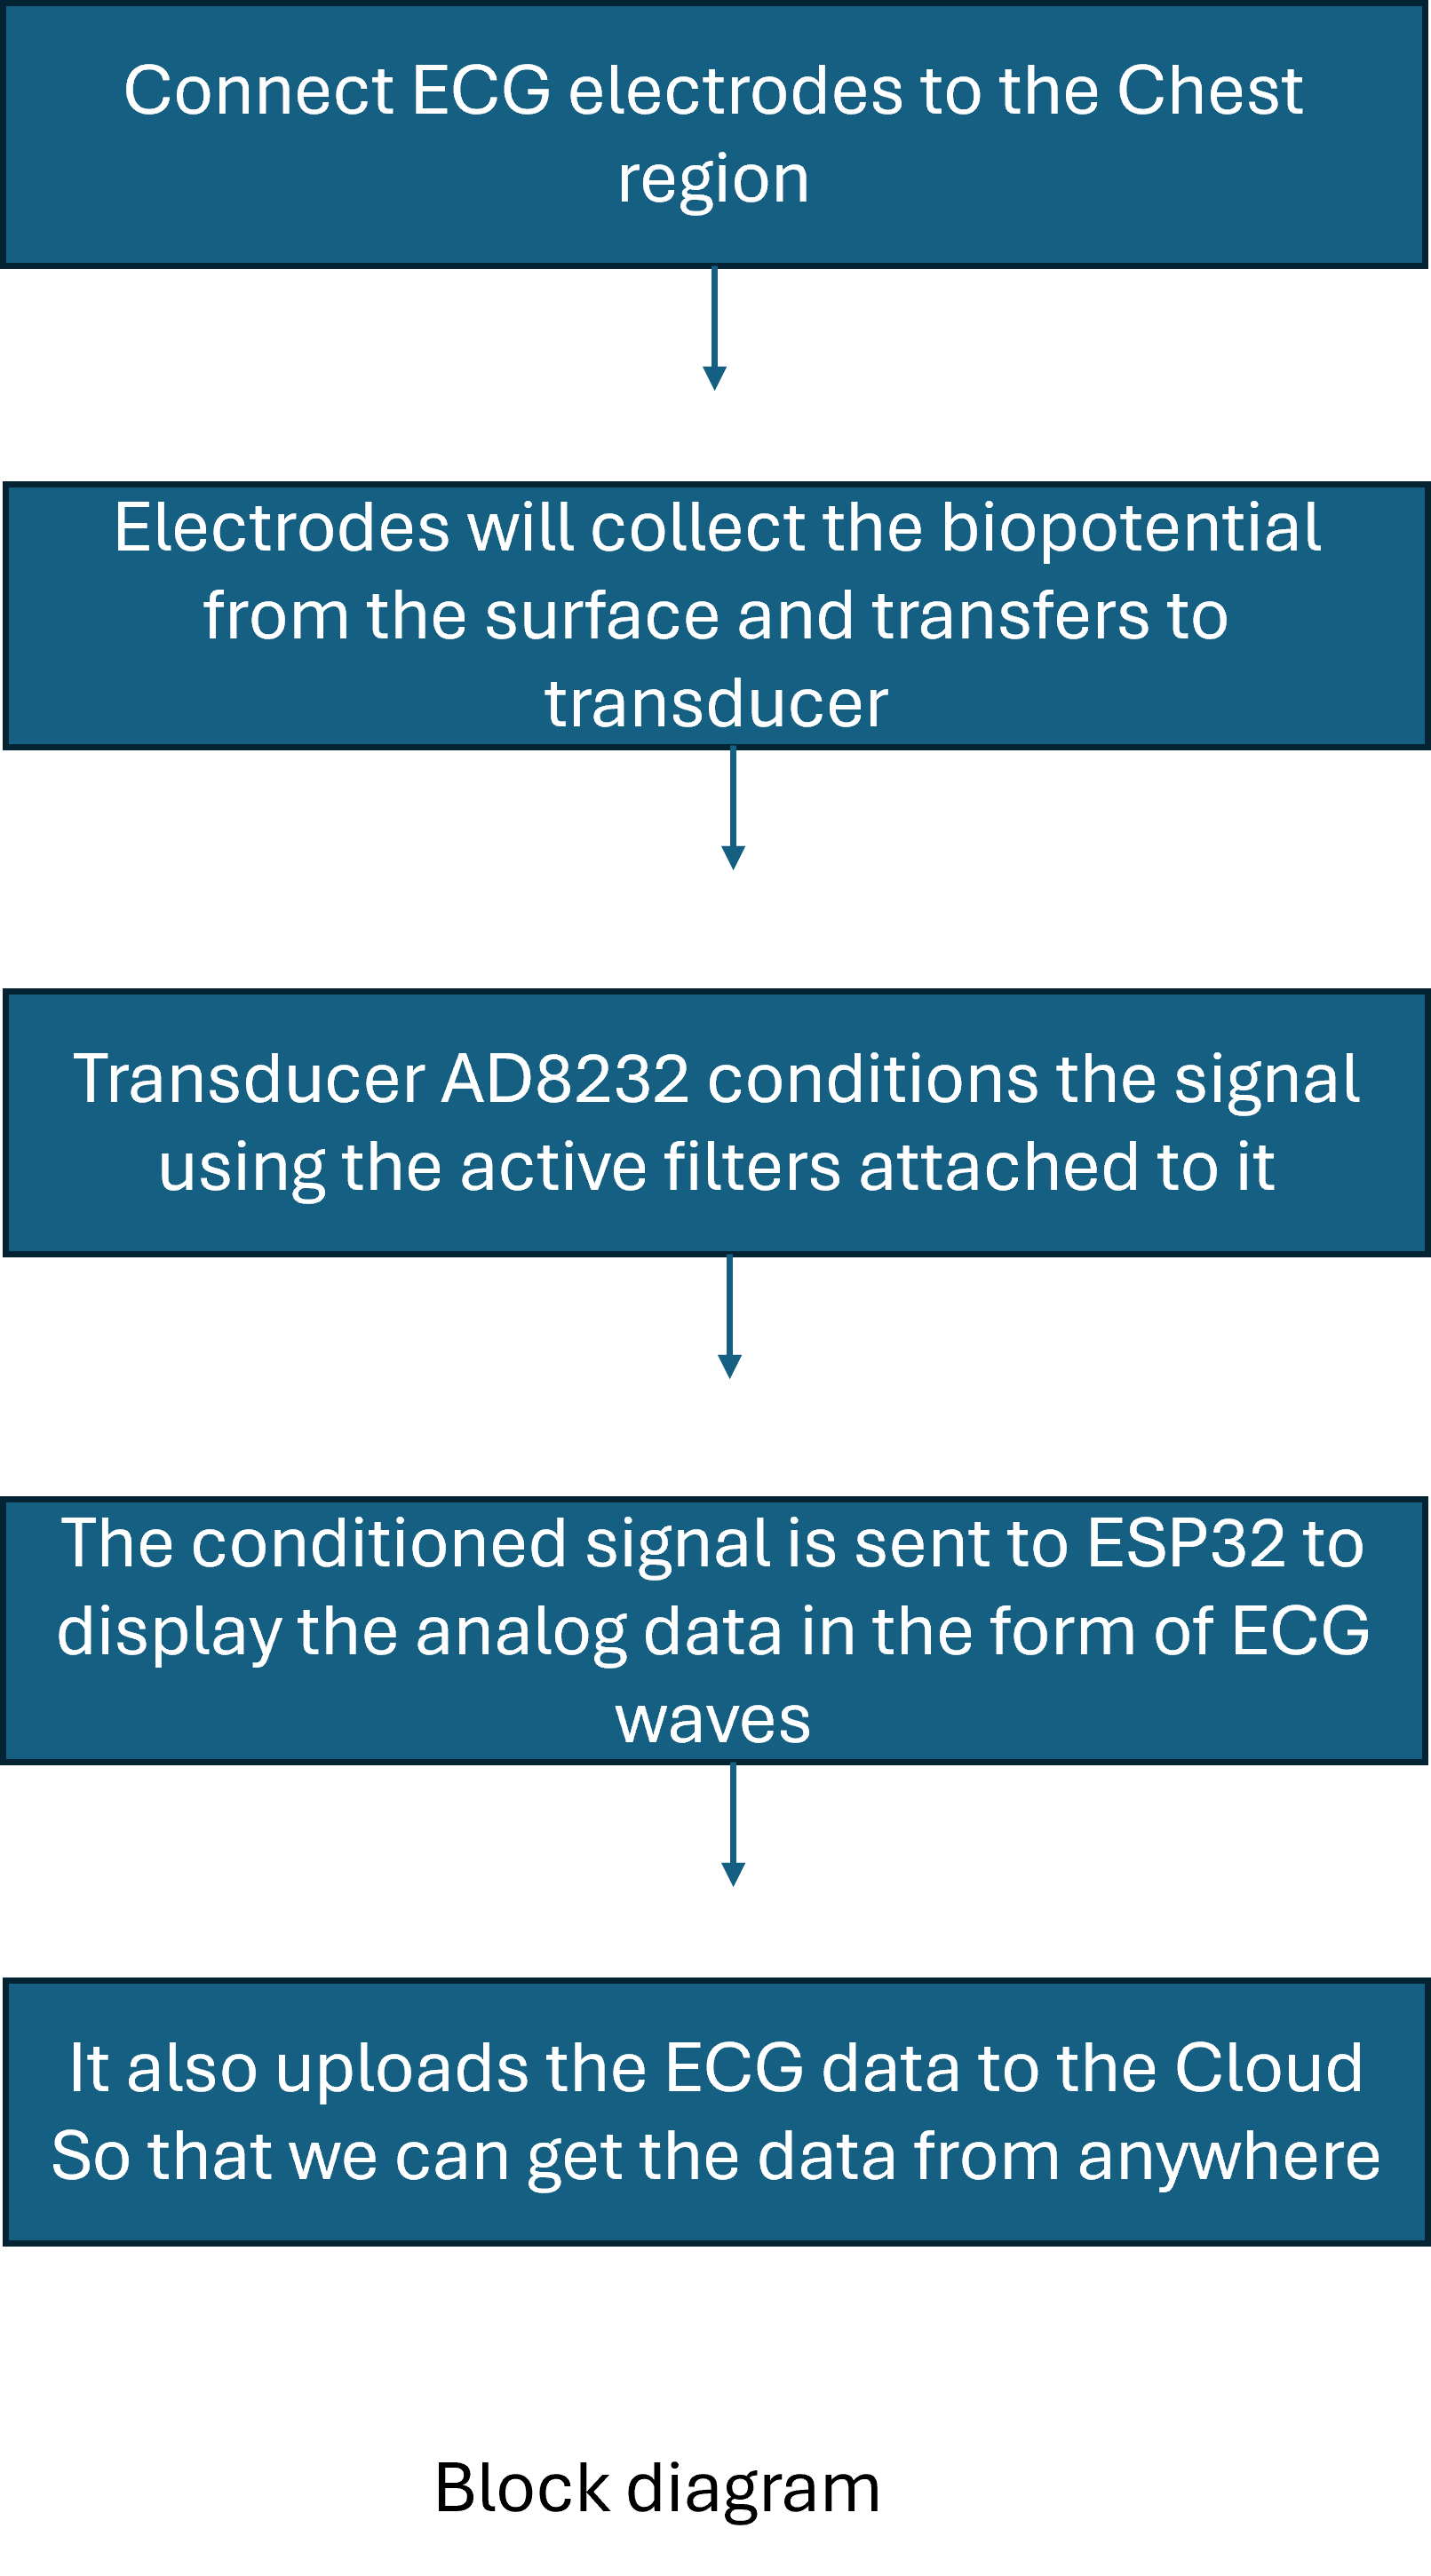 Connect ECG electrodes to the Chest
region
Electrodes will collect the biopotential
from the surface and transfers to
transducer
Transducer AD8232 conditions the signal
using the active filters attached to it
The conditioned signal is sent to ESP32 to
display the analog data in the form of ECG
waves
It also uploads the ECG data to the Cloud
So that we can get the data from anywhere
Block diagram